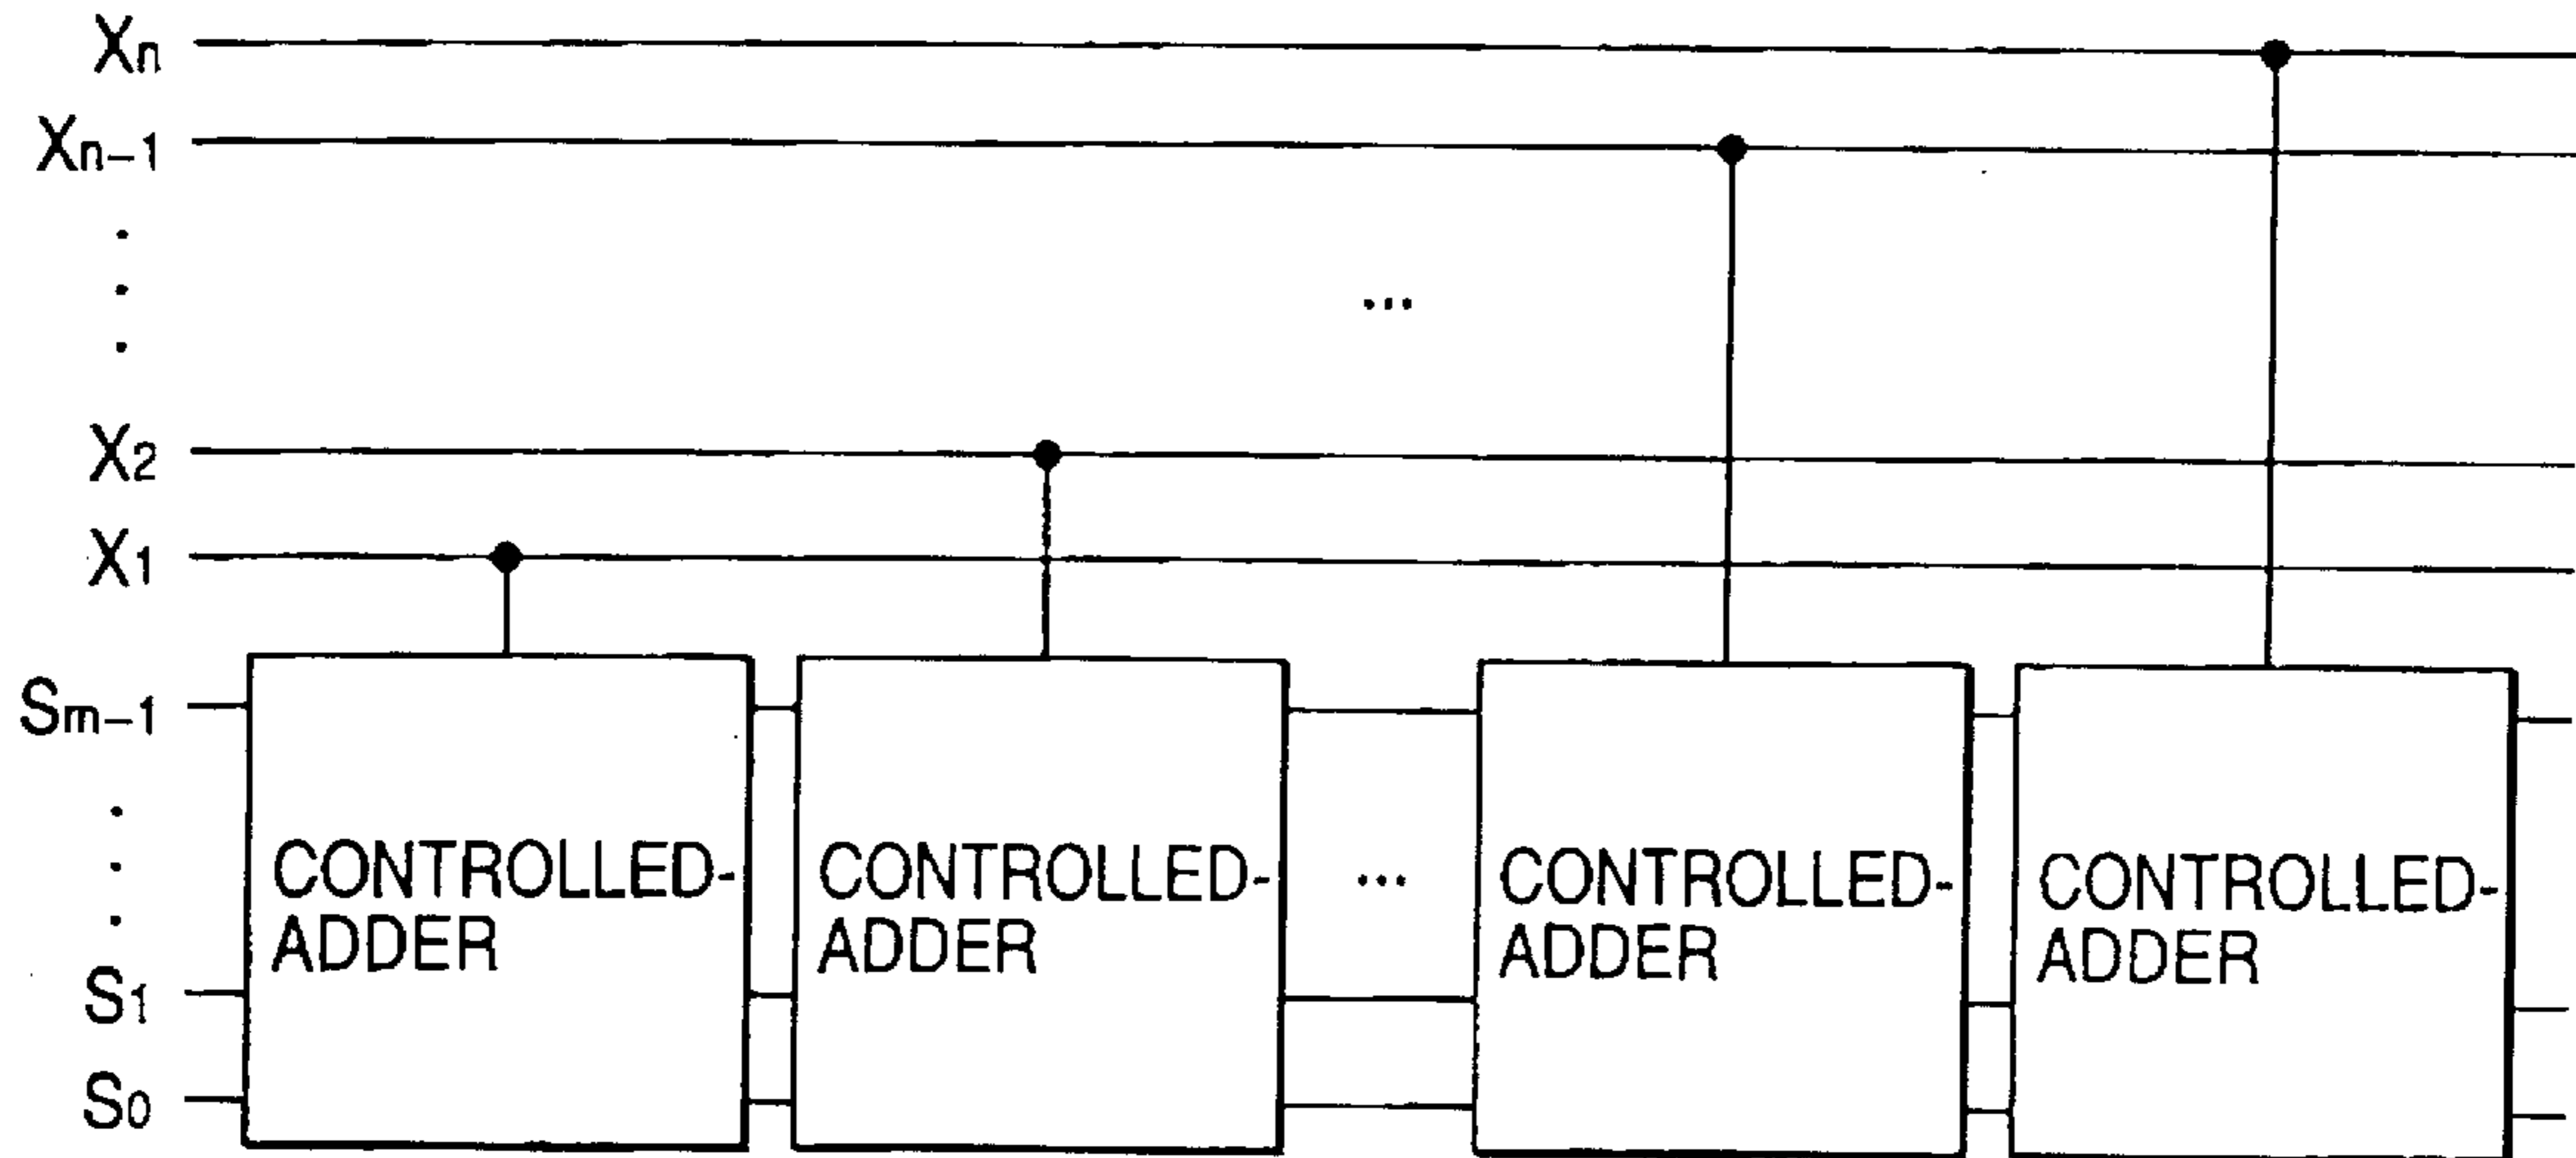 Xn
Xn-1
.
.
.
...
X2
X1
Sm-1
.
.
.
S1
S0
CONTROLLED-
ADDER
CONTROLLED-
ADDER
...
CONTROLLED-
ADDER
CONTROLLED-
ADDER